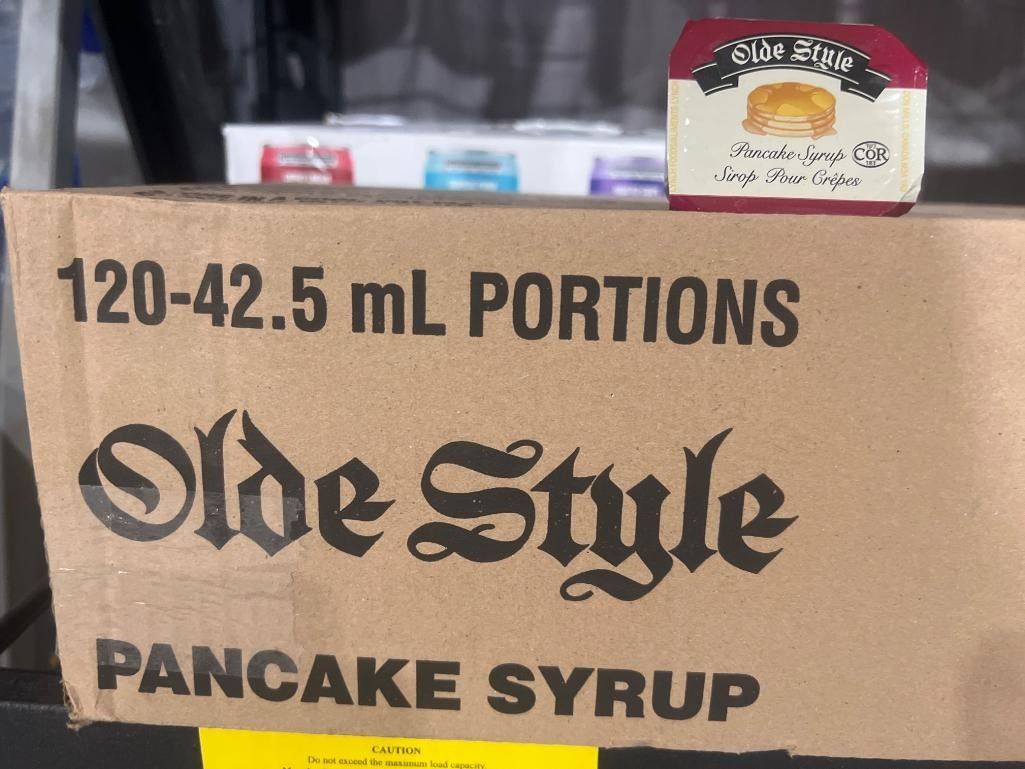 Olde Style
Pancake Syrup COR
Sirop Pour Crêpes
120-42.5 mL PORTIONS
Olde Style
PANCAKE SYRUP
CAUTION
Do not exceed the maximum load capacity.